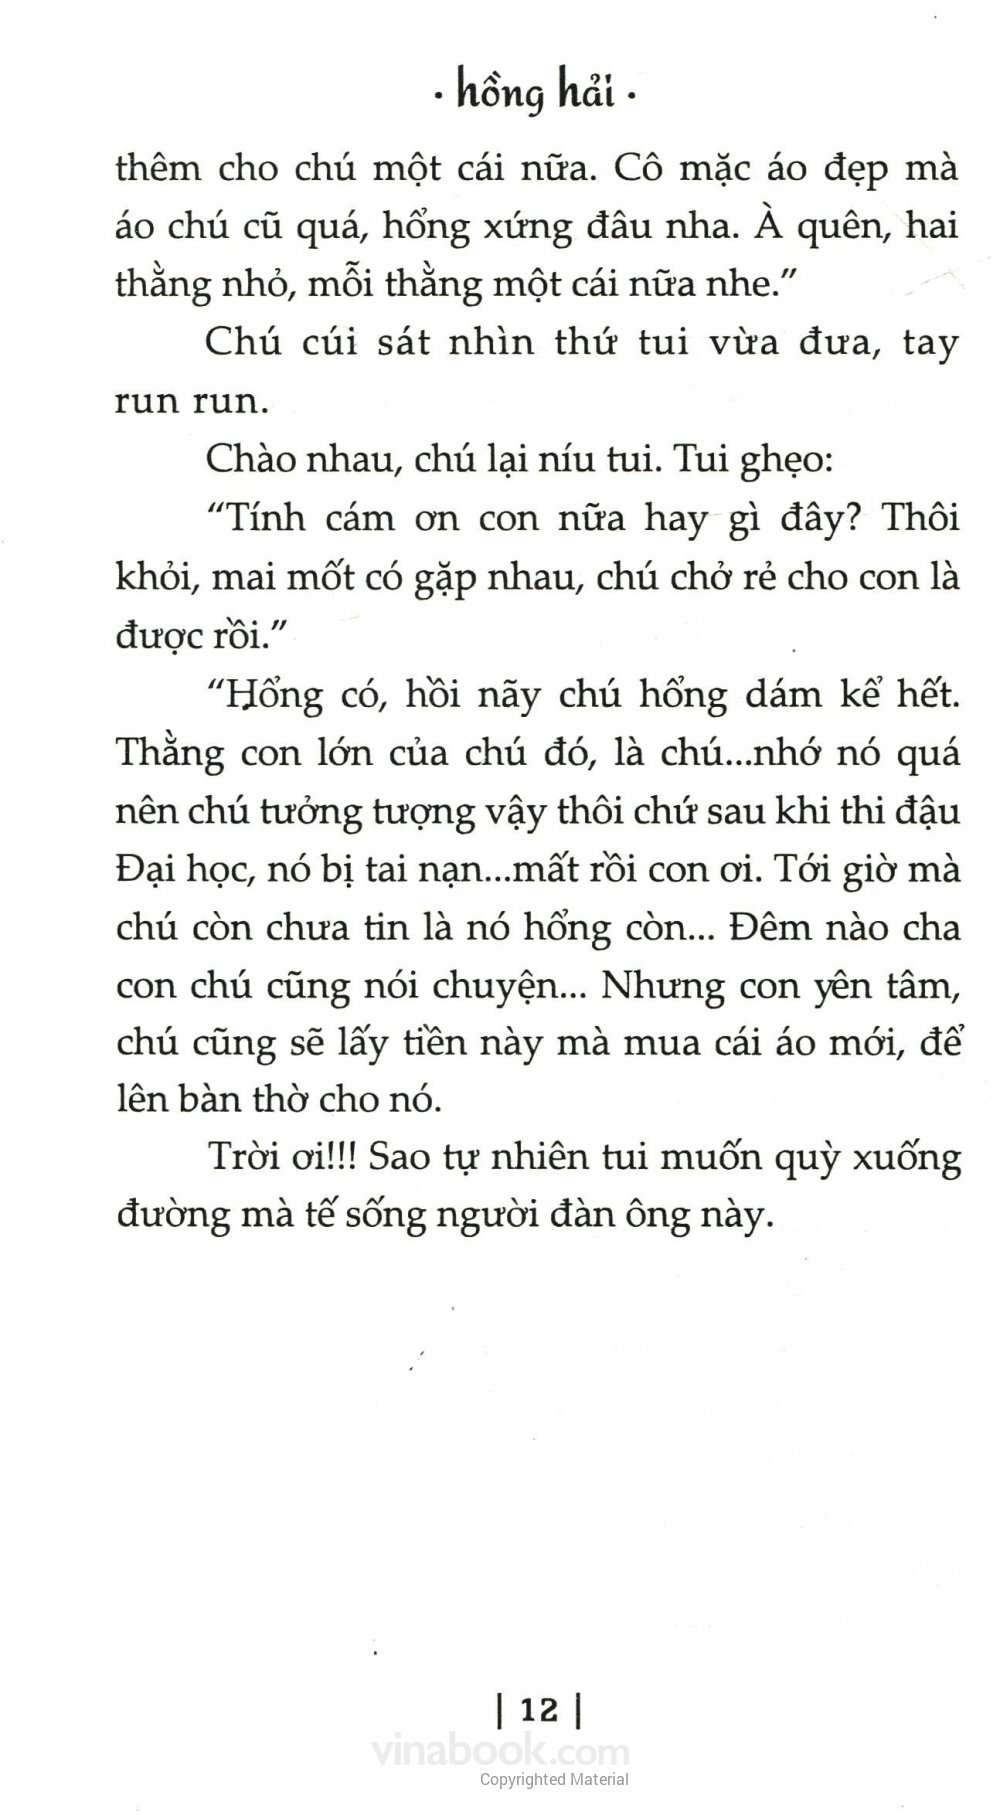 · hồng hải ·
thêm cho chú một cái nữa. Cô mặc áo đẹp mà
áo chú cũ quá, hổng xứng đâu nha. À quên, hai
thằng nhỏ, mỗi thằng một cái nữa nhe.”
Chú cúi sát nhìn thứ tui vừa đưa, tay
run run.
Chào nhau, chú lại níu tui. Tui ghẹo:
“Tính cám ơn con nữa hay gì đây? Thôi
khỏi, mai mốt có gặp nhau, chú chở rẻ cho con là
được rồi.”
“Hổng có, hồi nãy chú hổng dám kể hết.
Thằng con lớn của chú đó, là chú...nhớ nó quá
nên chú tưởng tượng vậy thôi chứ sau khi thi đậu
Đại học, nó bị tai nạn...mất rồi con ơi. Tới giờ mà
chú còn chưa tin là nó hổng còn... Đêm nào cha
con chú cũng nói chuyện... Nhưng con yên tâm,
chú cũng sẽ lấy tiền này mà mua cái áo mới, để
lên bàn thờ cho nó.
Trời ơi!!! Sao tự nhiên tui muốn quỳ xuống
đường mà tế sống người đàn ông này.
| 12 |
vinabook.com
Copyrighted Material